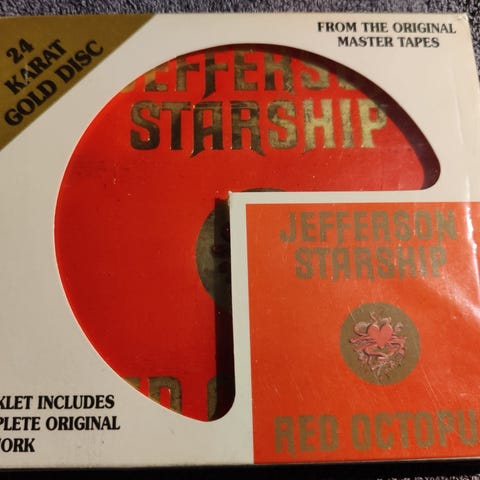 24
KARAT
GOLD DISC
FROM THE ORIGINAL
MASTER TAPES
JEFFERS
STARSHIP
JEFFERSON
STARSHIP
RED OCTOPU
KLET INCLUDES
PLETE ORIGINAL
WORK